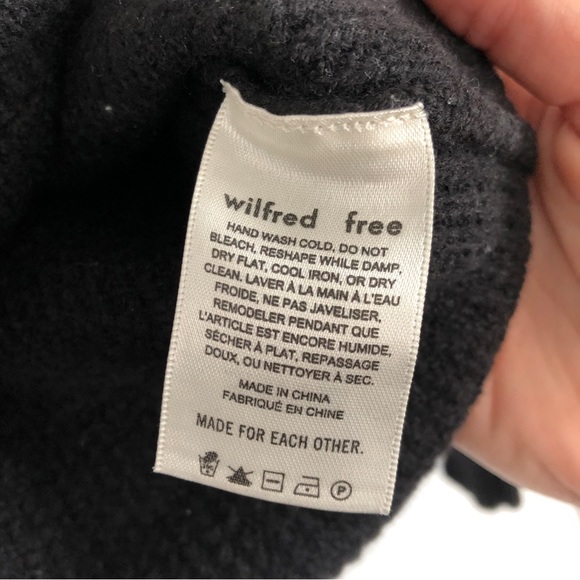 wilfred free
HAND WASH COLD, DO NOT
BLEACH, RESHAPE WHILE DAMP,
DRY FLAT, COOL IRON, OR DRY
CLEAN. LAVER À LA MAIN À L'EAU
FROIDE, NE PAS JAVELISER,
REMODELER PENDANT QUE
L'ARTICLE EST ENCORE HUMIDE,
SÉCHER À PLAT, REPASSAGE
DOUX, OU NETTOYER À SEC.
MADE IN CHINA
FABRIQUÉ EN CHINE
MADE FOR EACH OTHER.
P